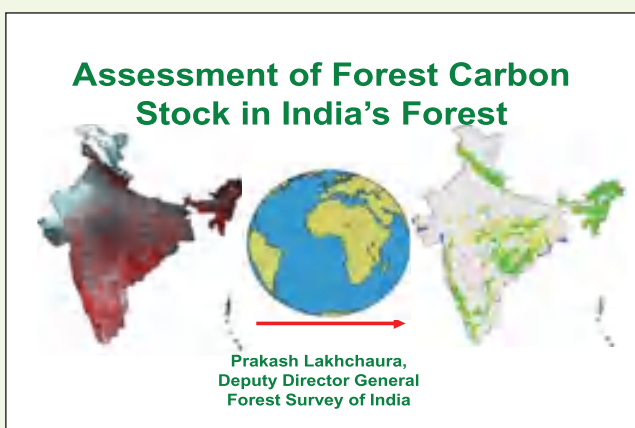 Assessment of Forest Carbon
Stock in India's Forest
Prakash Lakhchaura,
Deputy Director General
Forest Survey of India